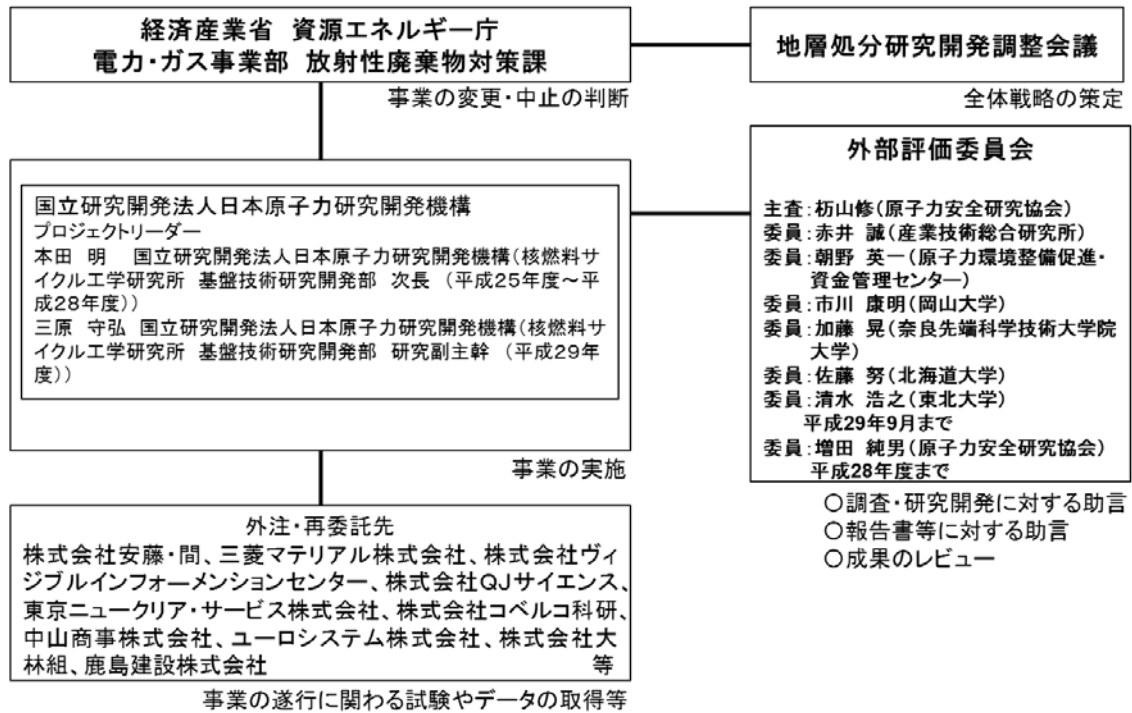 経済産業省 資源エネルギー庁
電力・ガス事業部 放射性廃棄物対策課
事業の変更・中止の判断
地層処分研究開発調整会議
全体戦略の策定
国立研究開発法人日本原子力研究開発機構
プロジェクトリーダー
本田 明 国立研究開発法人日本原子力研究開発機構(核燃料サ
イクル工学研究所 基盤技術研究開発部 次長 (平成25年度~平
成28年度))
三原 守弘 国立研究開発法人日本原子力研究開発機構(核燃料サ
イクル工学研究所 基盤技術研究開発部 研究副主幹 (平成29年
度))
事業の実施
外部評価委員会
主査:杤山修(原子力安全研究協会)
委員:赤井 誠(産業技術総合研究所)
委員:朝野 英一(原子力環境整備促進・
資金管理センター)
委員:市川 康明(岡山大学)
委員:加藤 晃(奈良先端科学技術大学院
大学)
委員:佐藤 努(北海道大学)
委員:清水 浩之(東北大学)
平成29年9月まで
委員:増田 純男(原子力安全研究協会)
平成28年度まで
○調査・研究開発に対する助言
○報告書等に対する助言
○成果のレビュー
外注・再委託先
株式会社安藤・間、三菱マテリアル株式会社、株式会社ヴィ
ジブルインフォーメンションセンター、株式会社QJサイエンス、
東京ニュークリア・サービス株式会社、株式会社コベルコ科研、
中山商事株式会社、ユーロシステム株式会社、株式会社大
林組、鹿島建設株式会社 等
事業の遂行に関わる試験やデータの取得等